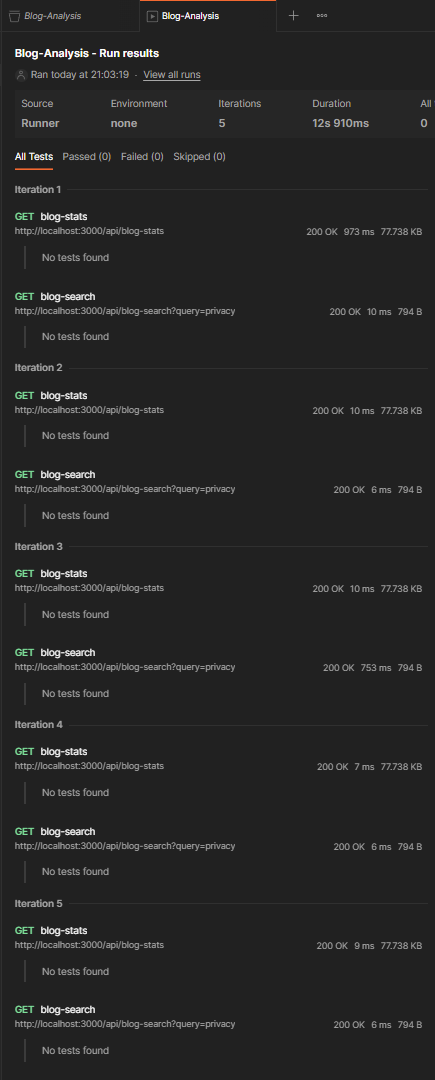 Blog-Analysis Blog-Analysis
Blog-Analysis - Run results
Ran today at 21:03:19 · View all runs
Source Environment Iterations Duration All
Runner none 5 12s 910ms 0
All Tests Passed (0) Failed (0) Skipped (0)
Iteration 1
GET blog-stats
http://localhost:3000/api/blog-stats 200 OK 973 ms 77.738 KB
No tests found
GET blog-search
http://localhost:3000/api/blog-search?query=privacy 200 OK 10 ms 794 B
No tests found
Iteration 2
GET blog-stats
http://localhost:3000/api/blog-stats 200 OK 10 ms 77.738 KB
No tests found
GET blog-search
http://localhost:3000/api/blog-search?query=privacy 200 OK 6 ms 794 B
No tests found
Iteration 3
GET blog-stats
http://localhost:3000/api/blog-stats 200 OK 10 ms 77.738 KB
No tests found
GET blog-search
http://localhost:3000/api/blog-search?query=privacy 200 OK 753 ms 794 B
No tests found
Iteration 4
GET blog-stats
http://localhost:3000/api/blog-stats 200 OK 7 ms 77.738 KB
No tests found
GET blog-search
http://localhost:3000/api/blog-search?query=privacy 200 OK 6 ms 794 B
No tests found
Iteration 5
GET blog-stats
http://localhost:3000/api/blog-stats 200 OK 9 ms 77.738 KB
No tests found
GET blog-search
http://localhost:3000/api/blog-search?query=privacy 200 OK 6 ms 794 B
No tests found